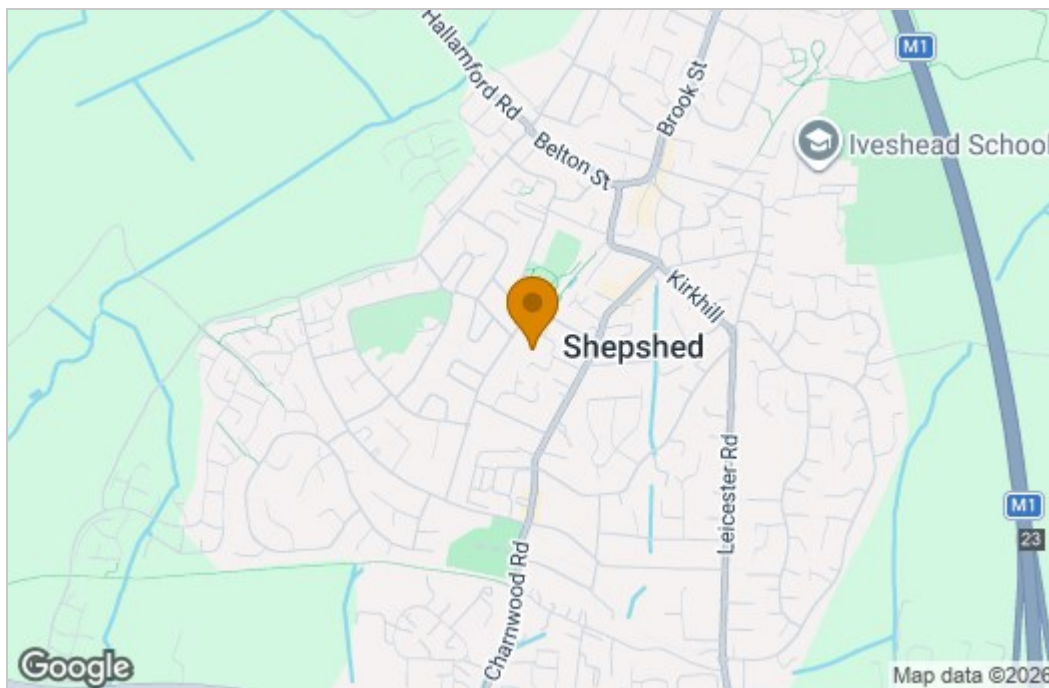 M1
Hallamford Rd
Brook St
Belton St
Iveshead School
Kirkhill
Shepshed
Leicester Rd
M1
23
Charnwood Rd
Google
Map data ©2026